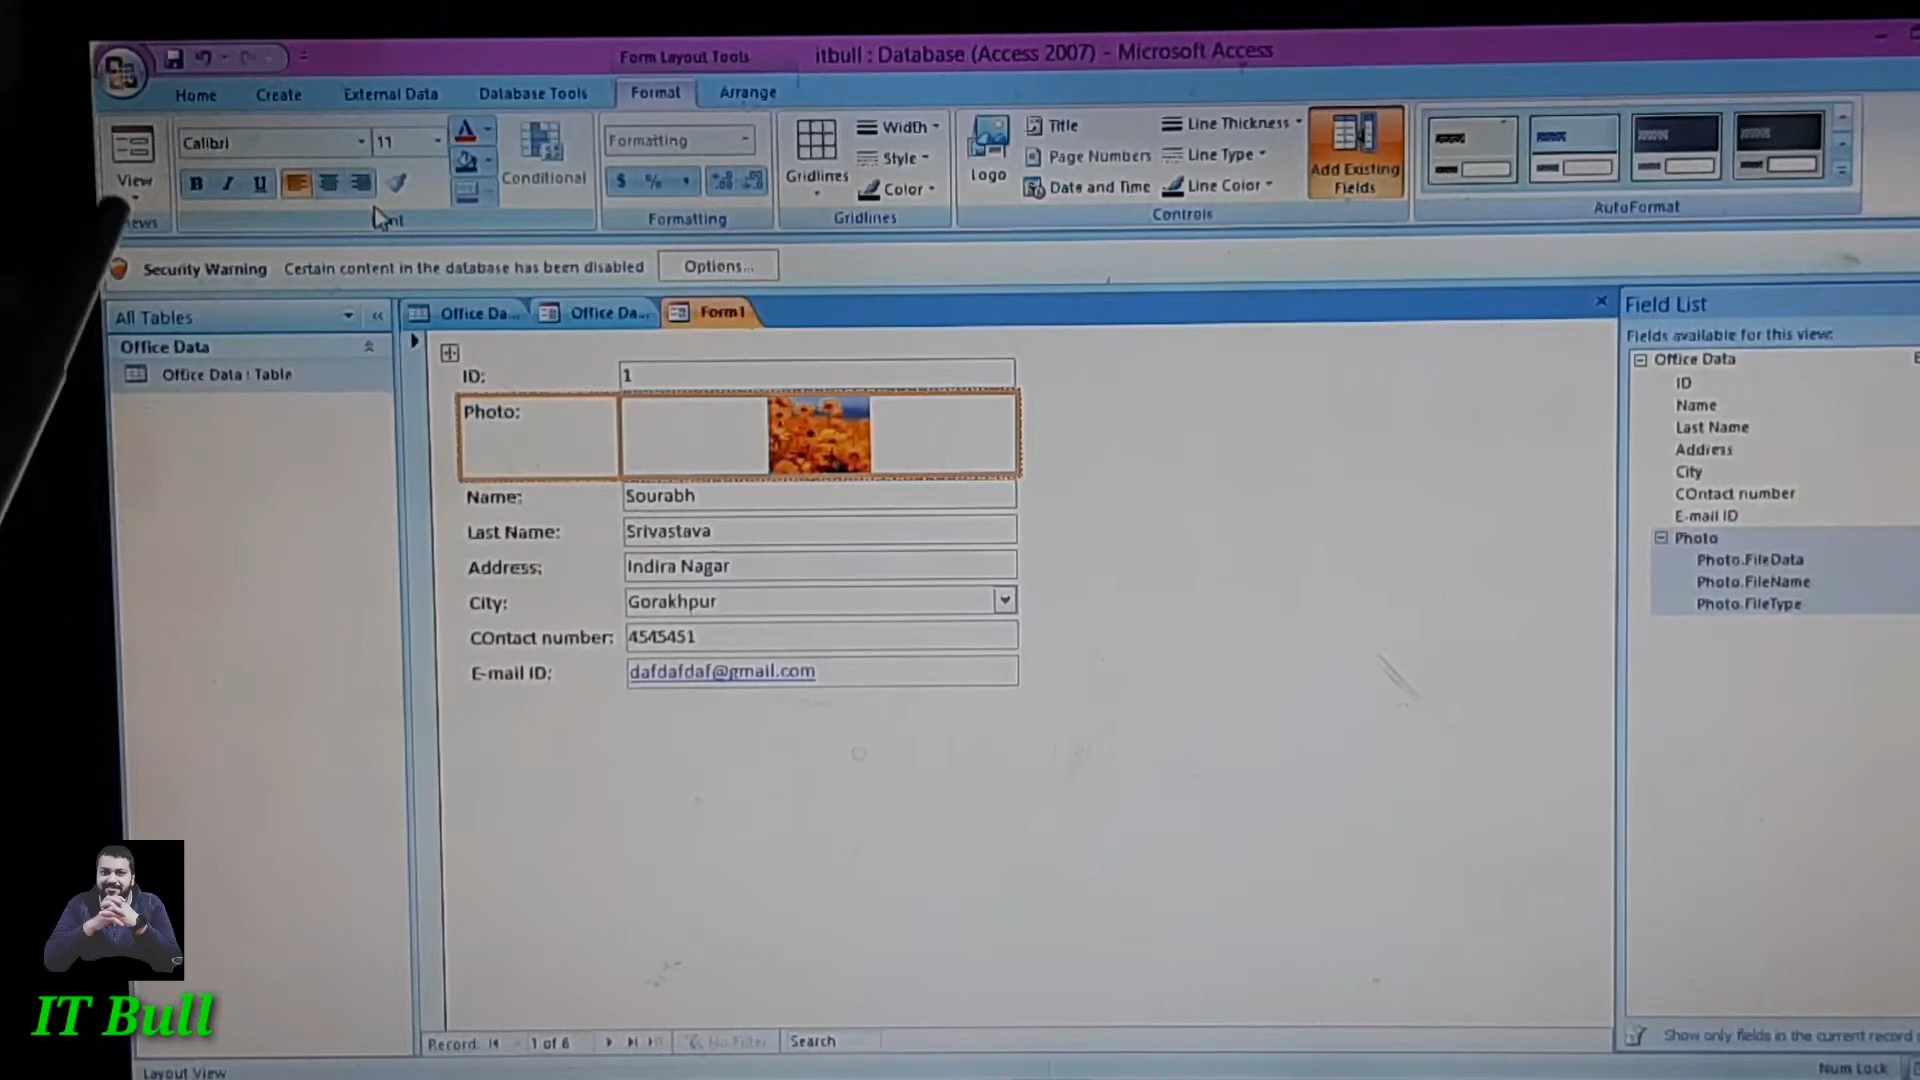 Form Layout Tools
itbull : Database (Access 2007) - Microsoft Access
Home Create External Data Database Tools Format Arrange
View
Views
Calibri 11
B I U
Conditional
Formatting
$ % ,
Formatting
Gridlines
Width
Style
Color
Gridlines
Logo
Title
Page Numbers
Date and Time
Line Thickness
Line Type
Line Color
Controls
Add Existing
Fields
AutoFormat
Security Warning Certain content in the database has been disabled Options...
All Tables
Office Data
Office Data : Table
Office Da... Office Da... Form1
ID: 1
Photo:
Name: Sourabh
Last Name: Srivastava
Address: Indira Nagar
City: Gorakhpur
COntact number: 4545451
E-mail ID: dafdafdaf@gmail.com
Field List
Fields available for this view:
Office Data
ID
Name
Last Name
Address
City
COntact number
E-mail ID
Photo
Photo.FileData
Photo.FileName
Photo.FileType
Show only fields in the current record
Record: 1 of 6 No Filter Search
Layout View
Num Lock
IT Bull